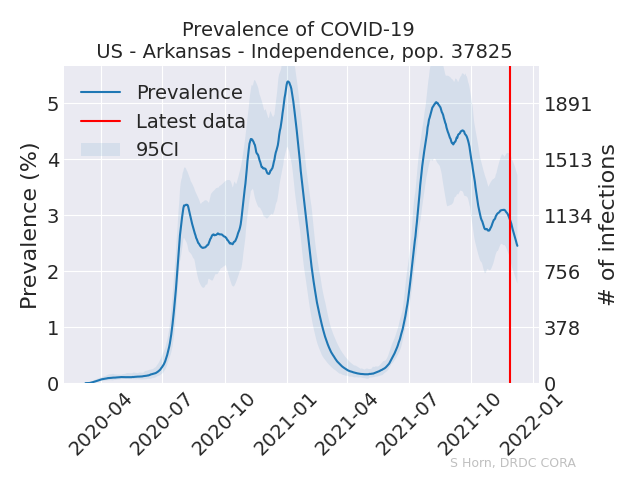 Prevalence of COVID-19
US - Arkansas - Independence, pop. 37825
Prevalence
Latest data
95CI
Prevalence (%)
5
4
3
2
1
0
1891
1513
1134
756
378
0
# of infections
2020-04
2020-07
2020-10
2021-01
2021-04
2021-07
2021-10
2022-01
S Horn, DRDC CORA